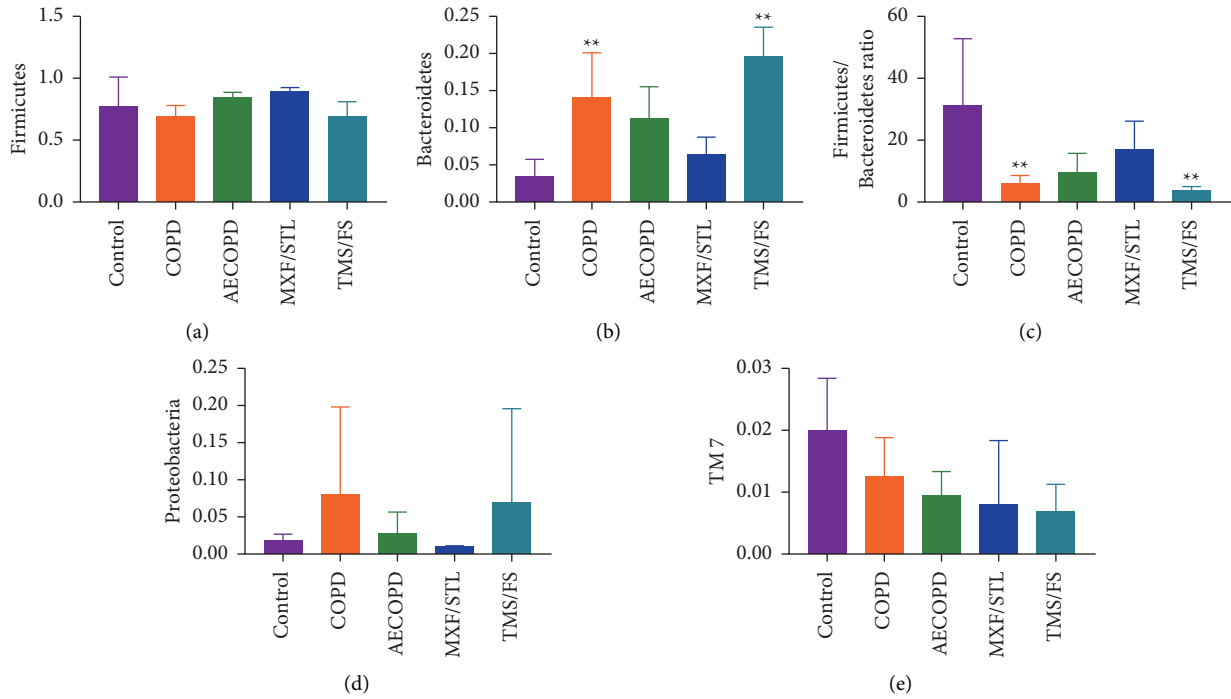 Firmicutes
1.5
1.0
0.5
0.0
Control
COPD
AECOPD
MXF/STL
TMS/FS
(a)
Bacteroidetes
0.25
0.20
0.15
0.10
0.05
0.00
**
**
Control
COPD
AECOPD
MXF/STL
TMS/FS
(b)
Firmicutes/
Bacteroidetes ratio
60
40
20
0
**
**
Control
COPD
AECOPD
MXF/STL
TMS/FS
(c)
Proteobacteria
0.25
0.20
0.15
0.10
0.05
0.00
Control
COPD
AECOPD
MXF/STL
TMS/FS
(d)
TM 7
0.03
0.02
0.01
0.00
Control
COPD
AECOPD
MXF/STL
TMS/FS
(e)